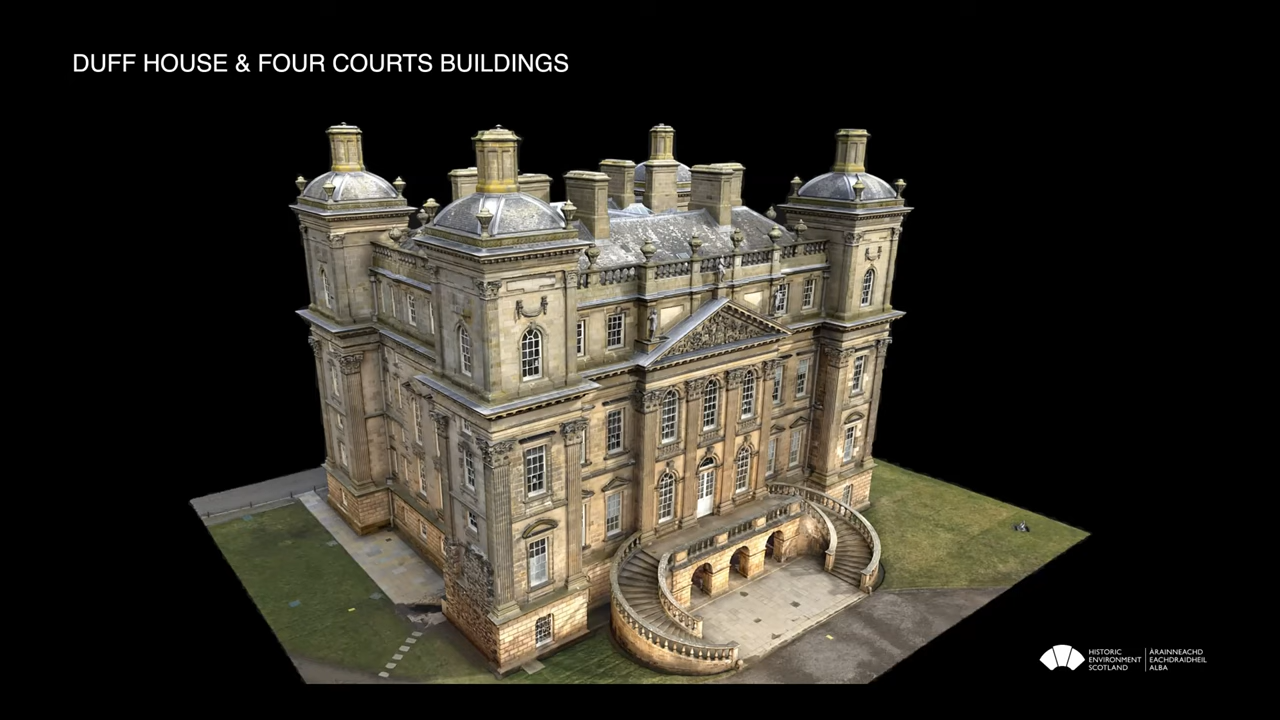 DUFF HOUSE & FOUR COURTS BUILDINGS
HISTORIC
ENVIRONMENT
SCOTLAND
ÀRAINNEACHD
EACHDRAIDHEIL
ALBA